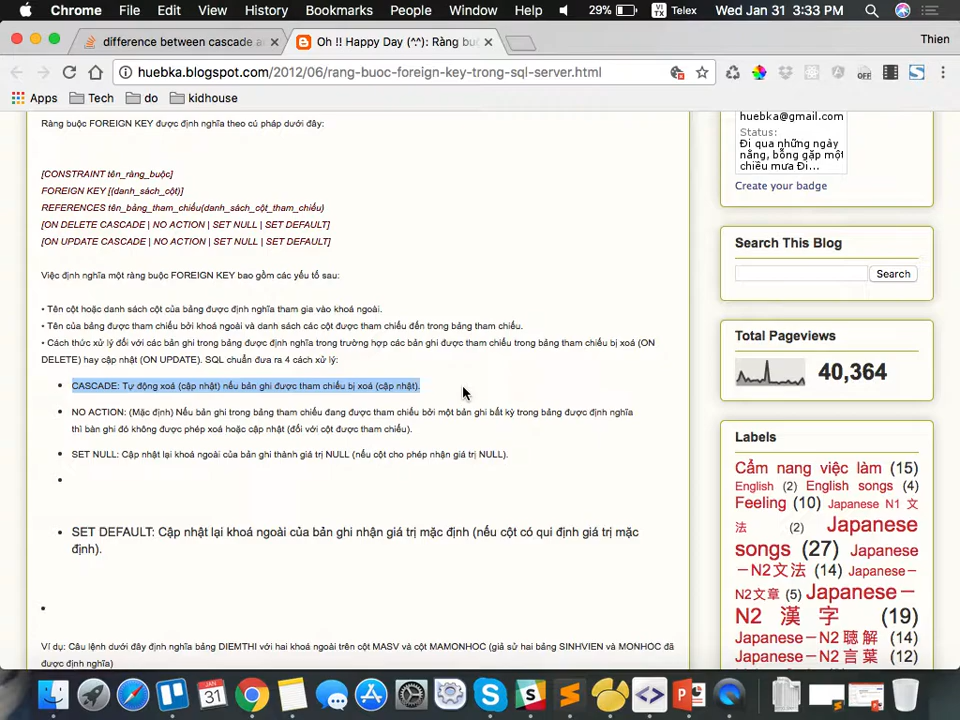 Chrome File Edit View History Bookmarks People Window Help 29% VI TX Telex Wed Jan 31 3:33 PM
difference between cascade a
Oh !! Happy Day (^.^): Ràng bu
Thien
huebka.blogspot.com/2012/06/rang-buoc-foreign-key-trong-sql-server.html
OFF
Apps Tech do kidhouse
Ràng buộc FOREIGN KEY được định nghĩa theo cú pháp dưới đây:
[CONSTRAINT tên_ràng_buộc]
FOREIGN KEY [(danh_sách_cột)]
REFERENCES tên_bảng_tham_chiếu(danh_sách_cột_tham_chiếu)
[ON DELETE CASCADE | NO ACTION | SET NULL | SET DEFAULT]
[ON UPDATE CASCADE | NO ACTION | SET NULL | SET DEFAULT]
Việc định nghĩa một ràng buộc FOREIGN KEY bao gồm các yếu tố sau:
• Tên cột hoặc danh sách cột của bảng được định nghĩa tham gia vào khoá ngoài.
• Tên của bảng được tham chiếu bởi khoá ngoài và danh sách các cột được tham chiếu đến trong bảng tham chiếu.
• Cách thức xử lý đối với các bản ghi trong bảng được định nghĩa trong trường hợp các bản ghi được tham chiếu trong bảng tham chiếu bị xoá (ON
DELETE) hay cập nhật (ON UPDATE). SQL chuẩn đưa ra 4 cách xử lý:
• CASCADE: Tự động xoá (cập nhật) nếu bản ghi được tham chiếu bị xoá (cập nhật).
• NO ACTION: (Mặc định) Nếu bản ghi trong bảng tham chiếu đang được tham chiếu bởi một bản ghi bất kỳ trong bảng được định nghĩa
thì bàn ghi đó không được phép xoá hoặc cập nhật (đối với cột được tham chiếu).
• SET NULL: Cập nhật lại khoá ngoài của bản ghi thành giá trị NULL (nếu cột cho phép nhận giá trị NULL).
•
• SET DEFAULT: Cập nhật lại khoá ngoài của bản ghi nhận giá trị mặc định (nếu cột có qui định giá trị mặc
định).
•
Ví dụ: Câu lệnh dưới đây định nghĩa bảng DIEMTHI với hai khoá ngoài trên cột MASV và cột MAMONHOC (giả sử hai bảng SINHVIEN và MONHOC đã
được định nghĩa)
huebka@gmail.com
Status:
Đi qua những ngày
nắng, bỗng gặp một
chiều mưa Đi...
Create your badge
Search This Blog
Search
Total Pageviews
40,364
Labels
Cẩm nang việc làm (15)
English (2) English songs (4)
Feeling (10) Japanese N1 文
法 (2) Japanese
songs (27) Japanese
－N2文法 (14) Japanese－
N2文章 (5) Japanese－
N2 漢字 (19)
Japanese－N2 聴解 (14)
Japanese－N2 言葉 (12)
JAN
31